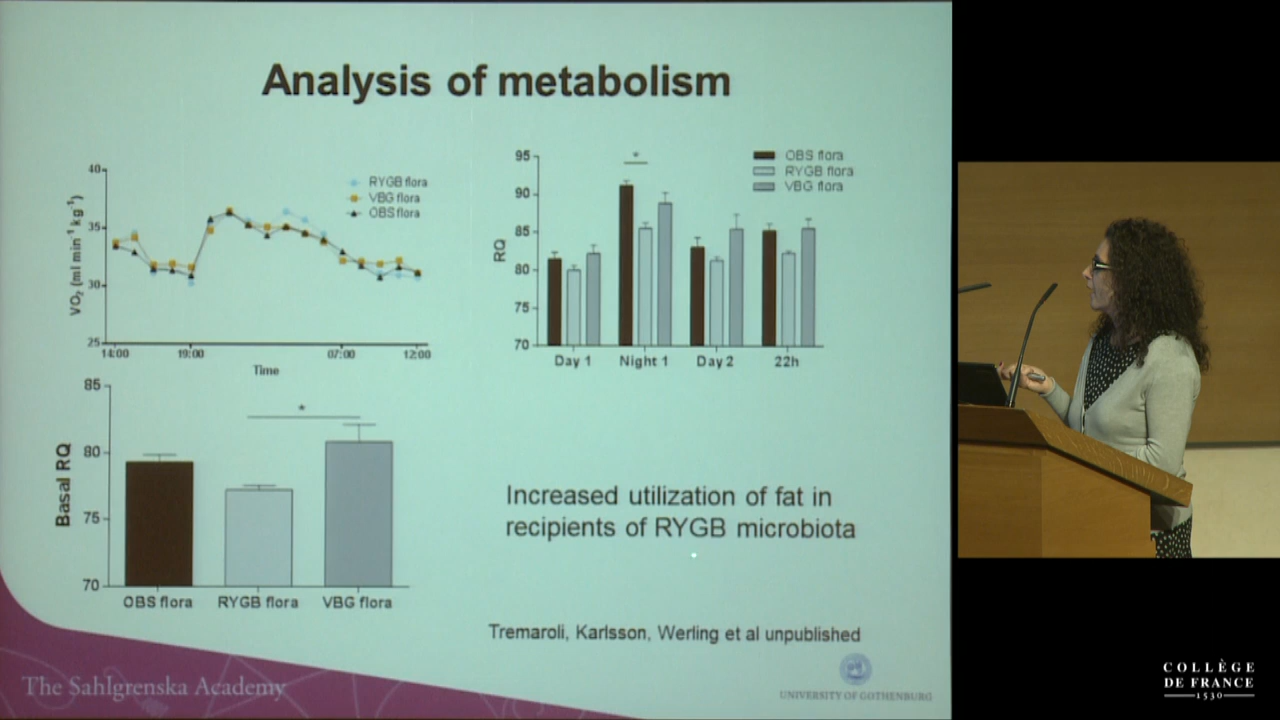 Analysis of metabolism
40
35
30
25
VO2 (ml min-1 kg-1)
RYGB flora
VBG flora
OBS flora
14:00
19:00
07:00
12:00
Time
95
90
85
80
75
70
RQ
OBS flora
RYGB flora
VBG flora
*
Day 1
Night 1
Day 2
22h
85
80
75
70
Basal RQ
*
OBS flora
RYGB flora
VBG flora
Increased utilization of fat in
recipients of RYGB microbiota
Tremaroli, Karlsson, Werling et al unpublished
The Sahlgrenska Academy
UNIVERSITY OF GOTHENBURG
COLLÈGE
DE FRANCE
1530